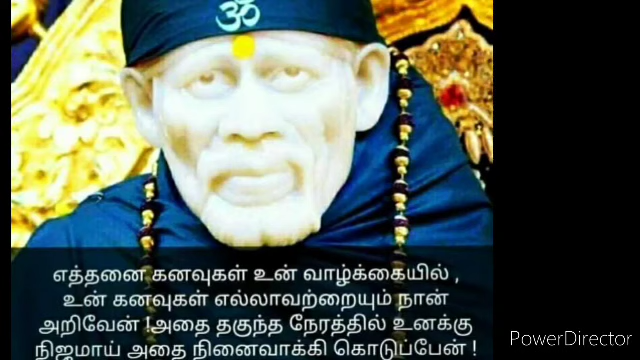 ॐ
எத்தனை கனவுகள் உன் வாழ்க்கையில் ,
உன் கனவுகள் எல்லாவற்றையும் நான்
அறிவேன் !அதை தகுந்த நேரத்தில் உனக்கு
நிஜமாய் அதை நினைவாக்கி கொடுப்பேன் !
PowerDirector